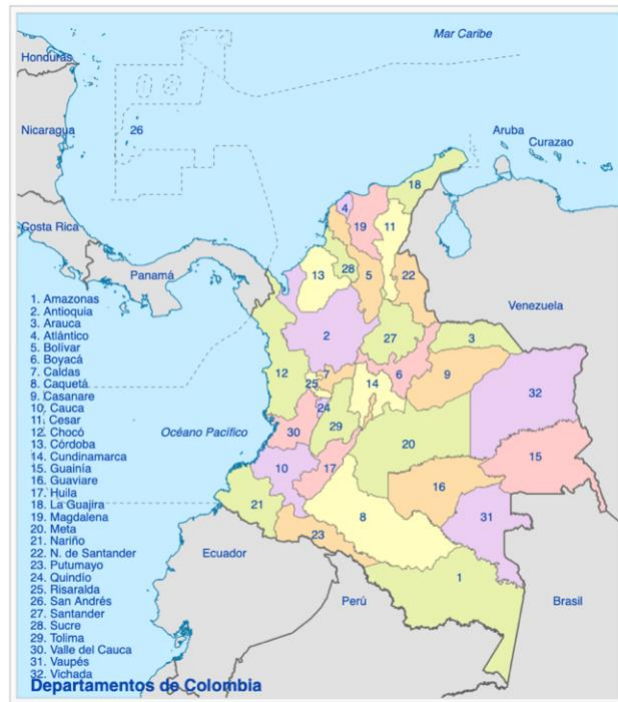 Mar Caribe
Honduras
Nicaragua
26
Aruba
Curazao
18
4
19
11
Costa Rica
Panamá
13
28
5
22
Venezuela
1. Amazonas
2. Antioquia
3. Arauca
4. Atlántico
5. Bolívar
6. Boyacá
7. Caldas
8. Caquetá
9. Casanare
10. Cauca
11. Cesar
12. Chocó
13. Córdoba
14. Cundinamarca
15. Guainía
16. Guaviare
17. Huila
18. La Guajira
19. Magdalena
20. Meta
21. Nariño
22. N. de Santander
23. Putumayo
24. Quindío
25. Risaralda
26. San Andrés
27. Santander
28. Sucre
29. Tolima
30. Valle del Cauca
31. Vaupés
32. Vichada
2
27
3
12
7
25
14
6
9
32
24
Océano Pacífico
30
29
20
10
17
15
16
21
8
31
23
Ecuador
1
Perú
Brasil
Departamentos de Colombia